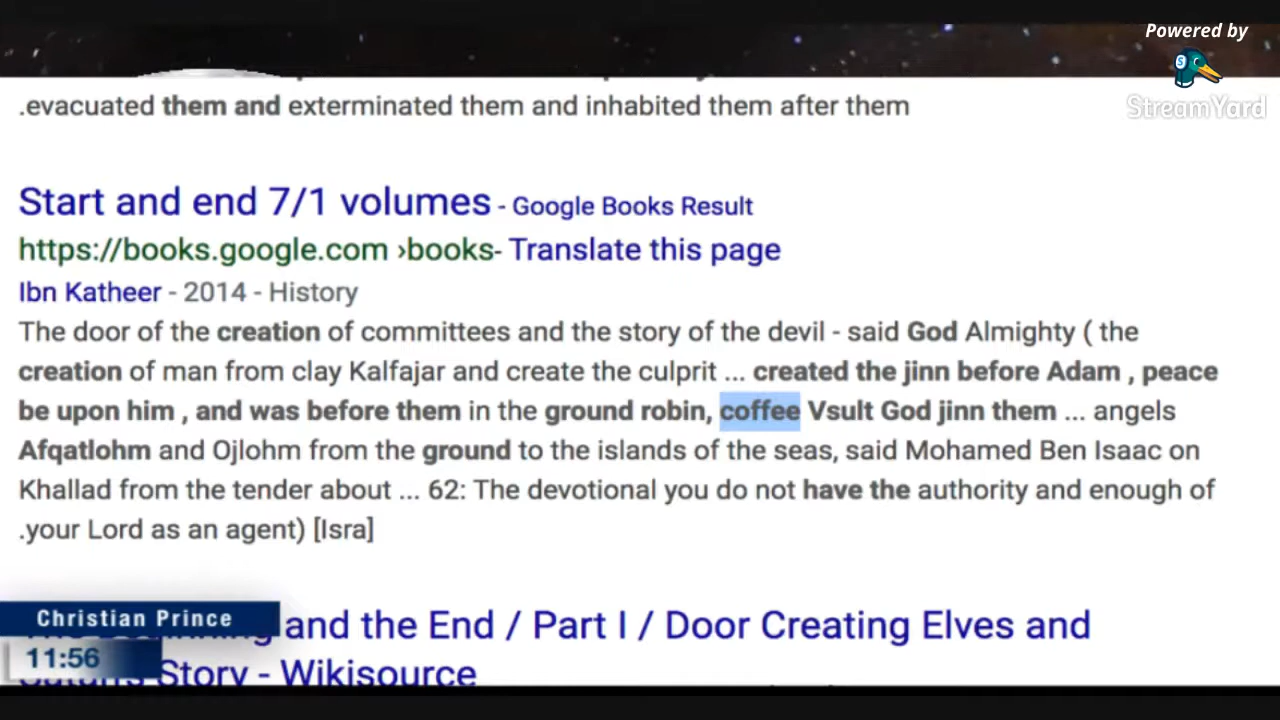 Powered by
StreamYard
.evacuated them and exterminated them and inhabited them after them
Start and end 7/1 volumes - Google Books Result
https://books.google.com ›books- Translate this page
Ibn Katheer - 2014 - History
The door of the creation of committees and the story of the devil - said God Almighty ( the
creation of man from clay Kalfajar and create the culprit ... created the jinn before Adam , peace
be upon him , and was before them in the ground robin, coffee Vsult God jinn them ... angels
Afqatlohm and Ojlohm from the ground to the islands of the seas, said Mohamed Ben Isaac on
Khallad from the tender about ... 62: The devotional you do not have the authority and enough of
.your Lord as an agent) [Isra]
Christian Prince
and the End / Part I / Door Creating Elves and
11:56
Story - Wikisource